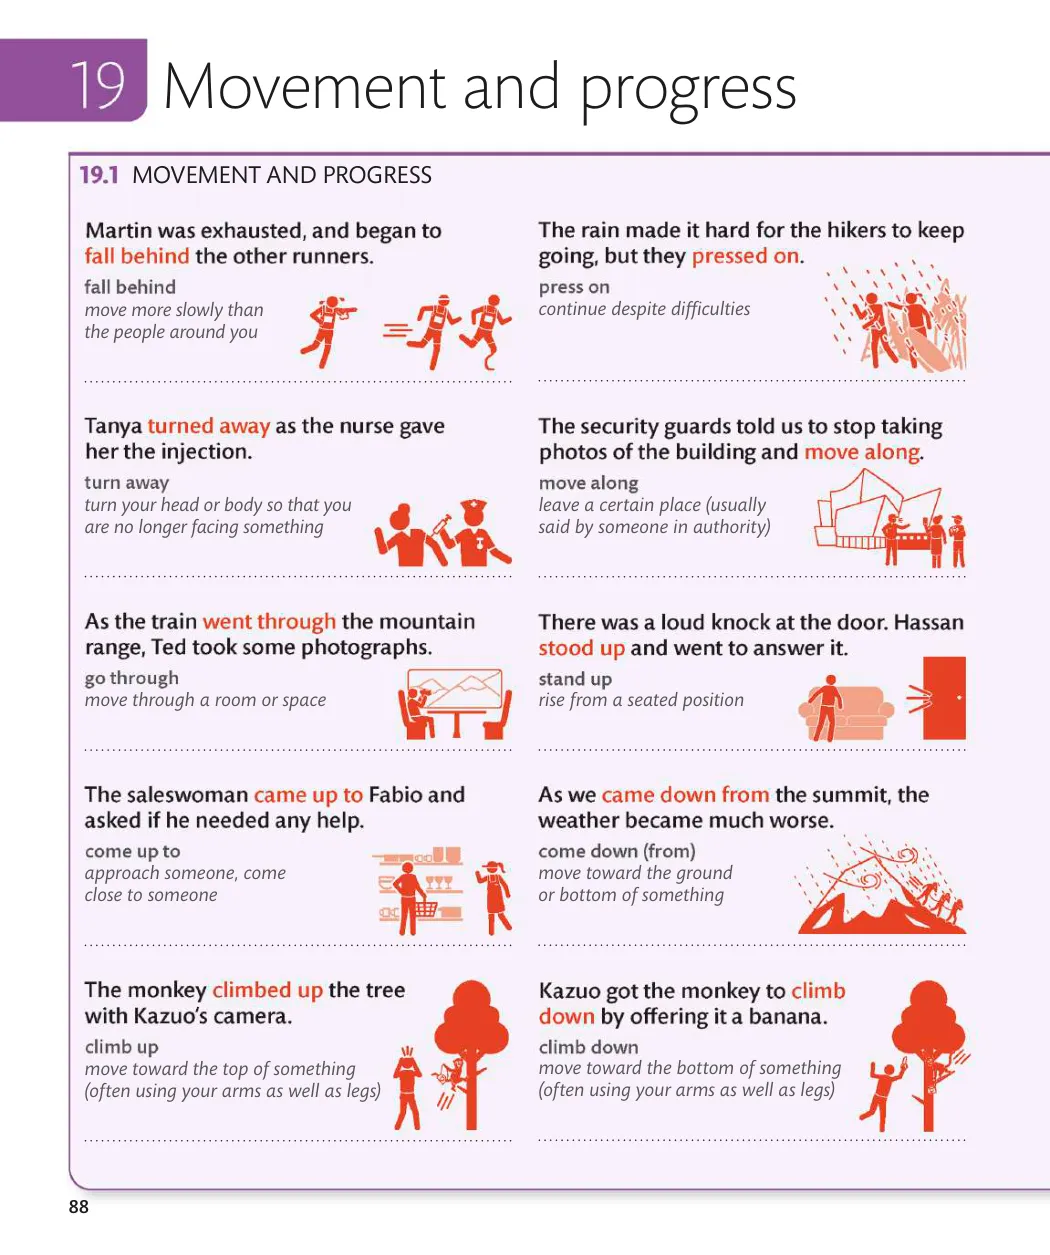 19 Movement and progress
19.1 MOVEMENT AND PROGRESS
Martin was exhausted, and began to
fall behind the other runners.
fall behind
move more slowly than
the people around you
The rain made it hard for the hikers to keep
going, but they pressed on.
press on
continue despite difficulties
Tanya turned away as the nurse gave
her the injection.
turn away
turn your head or body so that you
are no longer facing something
The security guards told us to stop taking
photos of the building and move along.
move along
leave a certain place (usually
said by someone in authority)
As the train went through the mountain
range, Ted took some photographs.
go through
move through a room or space
There was a loud knock at the door. Hassan
stood up and went to answer it.
stand up
rise from a seated position
The saleswoman came up to Fabio and
asked if he needed any help.
come up to
approach someone, come
close to someone
As we came down from the summit, the
weather became much worse.
come down (from)
move toward the ground
or bottom of something
The monkey climbed up the tree
with Kazuo's camera.
climb up
move toward the top of something
(often using your arms as well as legs)
Kazuo got the monkey to climb
down by offering it a banana.
climb down
move toward the bottom of something
(often using your arms as well as legs)
88